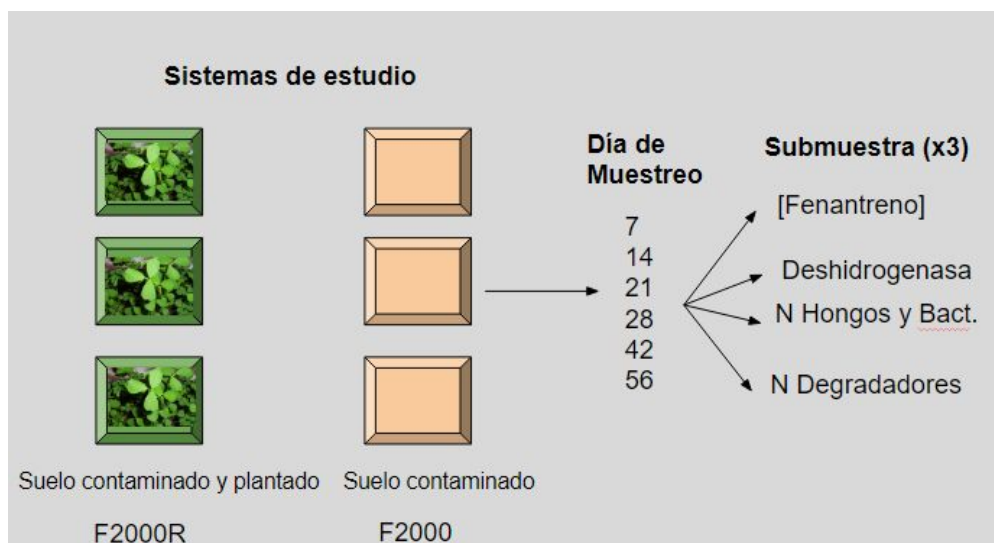 Sistemas de estudio
Día de
Muestreo
7
14
21
28
42
56
Submuestra (x3)
[Fenantreno]
Deshidrogenasa
N Hongos y Bact.
N Degradadores
Suelo contaminado y plantado
Suelo contaminado
F2000R
F2000